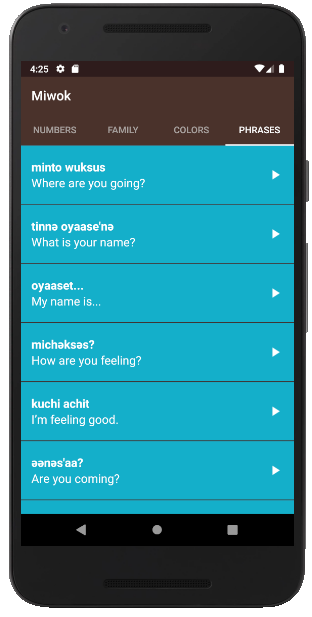 4:25
Miwok
NUMBERS FAMILY COLORS PHRASES
minto wuksus
Where are you going?
tinnә oyaase'nә
What is your name?
oyaaset...
My name is...
michәksәs?
How are you feeling?
kuchi achit
I'm feeling good.
әәnәs'aa?
Are you coming?